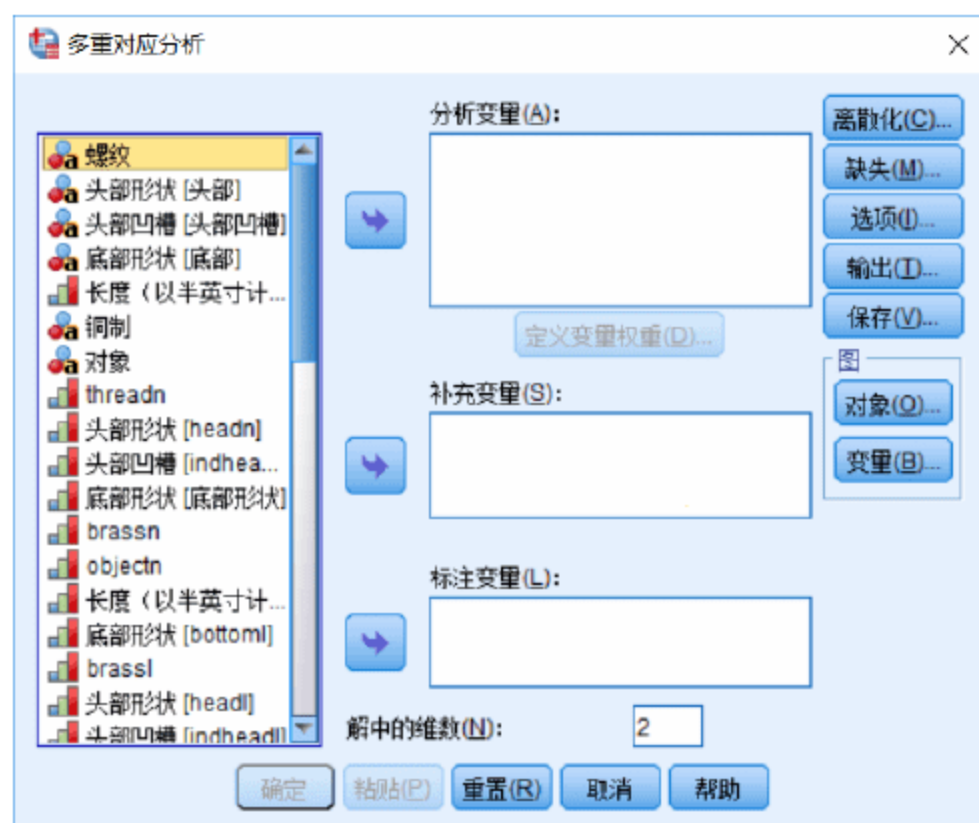 多重对应分析
螺纹
头部形状 [头部]
头部凹槽 [头部凹槽]
底部形状 [底部]
长度（以半英寸计...
铜制
对象
threadn
头部形状 [headn]
头部凹槽 [indhea...
底部形状 [底部形状]
brassn
objectn
长度（以半英寸计...
底部形状 [bottoml]
brassl
头部形状 [headl]
头部凹槽 [indheadl]
分析变量(A):
定义变量权重(D)...
补充变量(S):
标注变量(L):
解中的维数(N):
2
离散化(C)...
缺失(M)...
选项(I)...
输出(T)...
保存(V)...
图
对象(O)...
变量(B)...
确定
粘贴(P)
重置(R)
取消
帮助